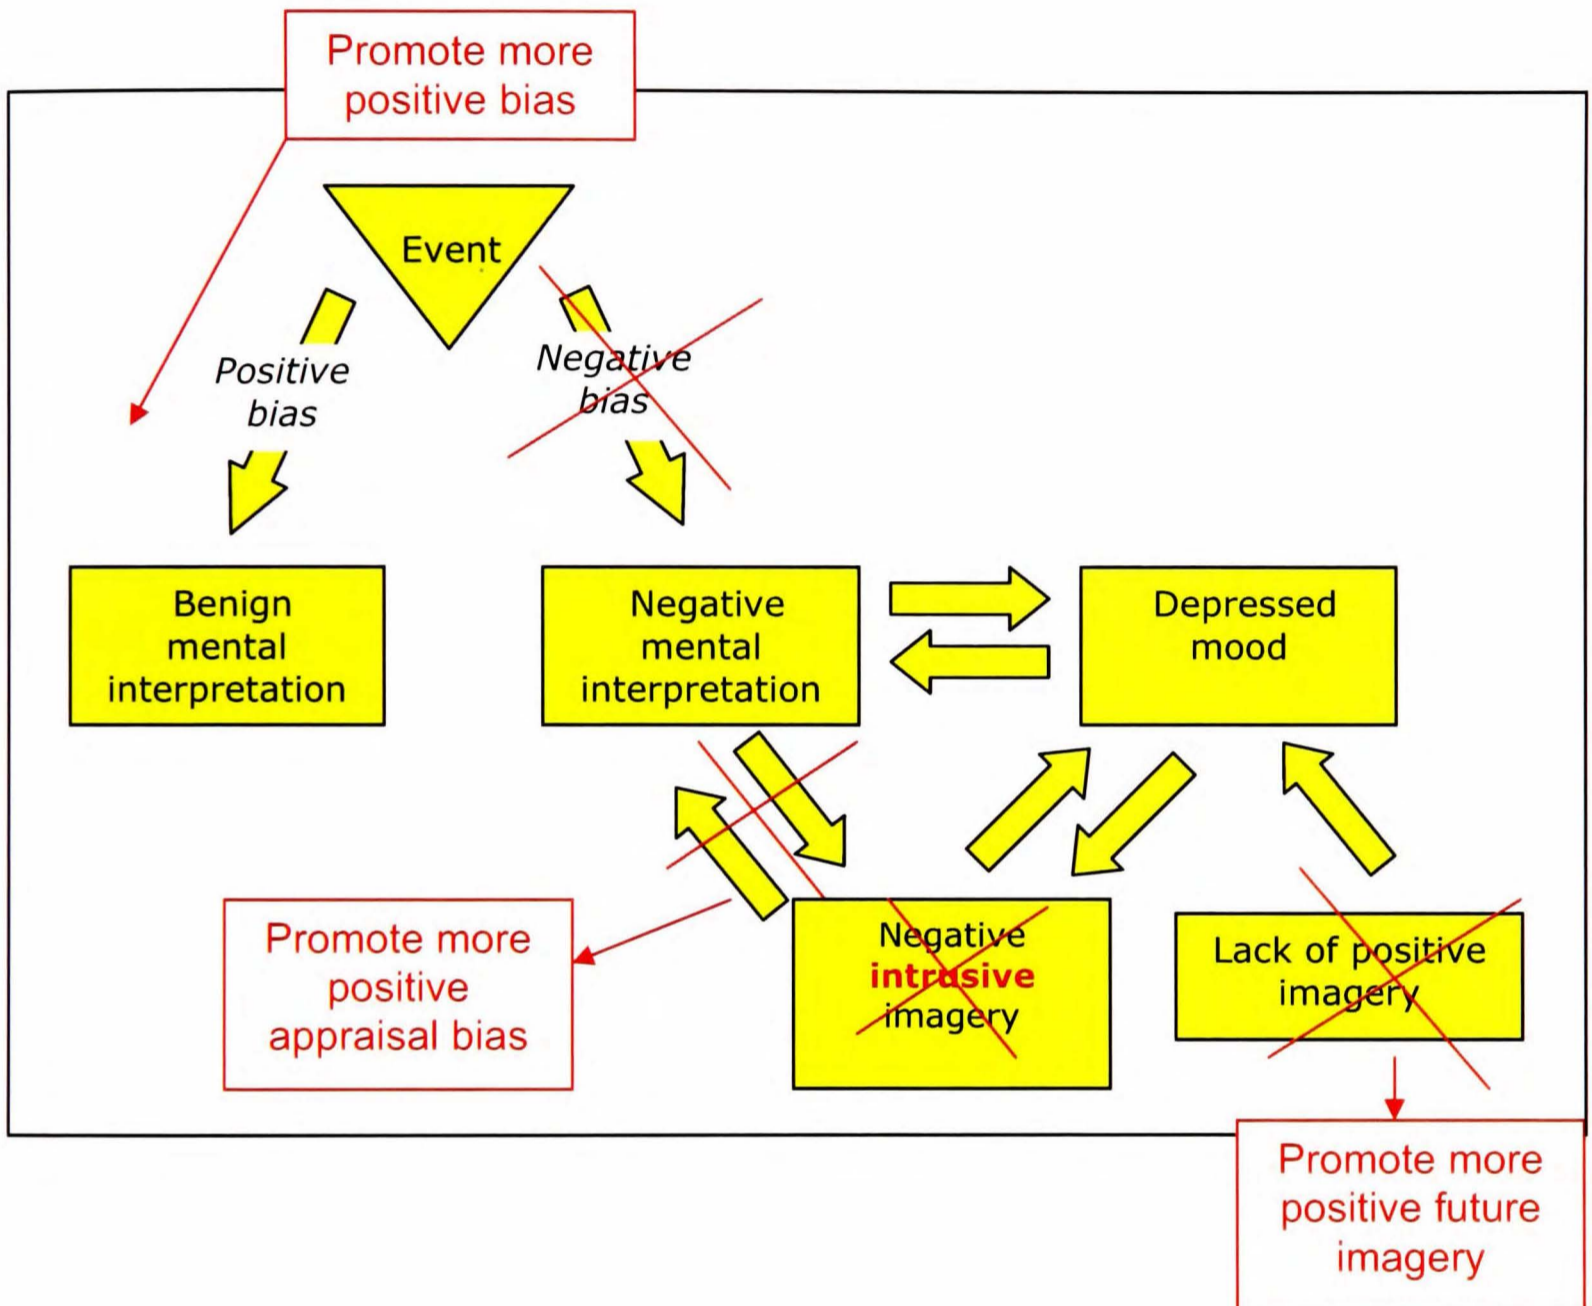 Promote more
positive bias
Event
Positive
bias
Negative
bias
Benign
mental
interpretation
Negative
mental
interpretation
Depressed
mood
Promote more
positive
appraisal bias
Negative
intrusive
imagery
Lack of positive
imagery
Promote more
positive future
imagery